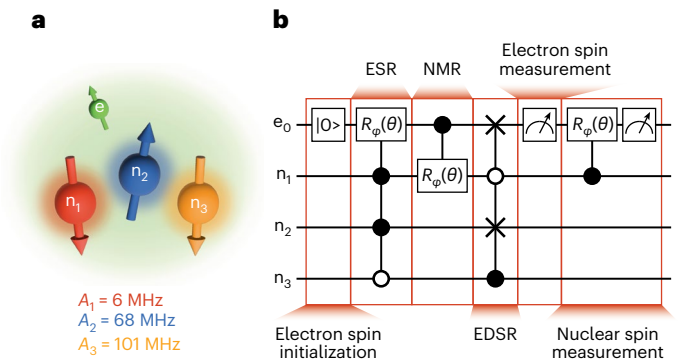 a
e
n₁
n₂
n₃
A₁ = 6 MHz
A₂ = 68 MHz
A₃ = 101 MHz
b
Electron spin
measurement
ESR
NMR
e₀
|0>
Rφ(θ)
Rφ(θ)
n₁
Rφ(θ)
n₂
n₃
Electron spin
initialization
EDSR
Nuclear spin
measurement